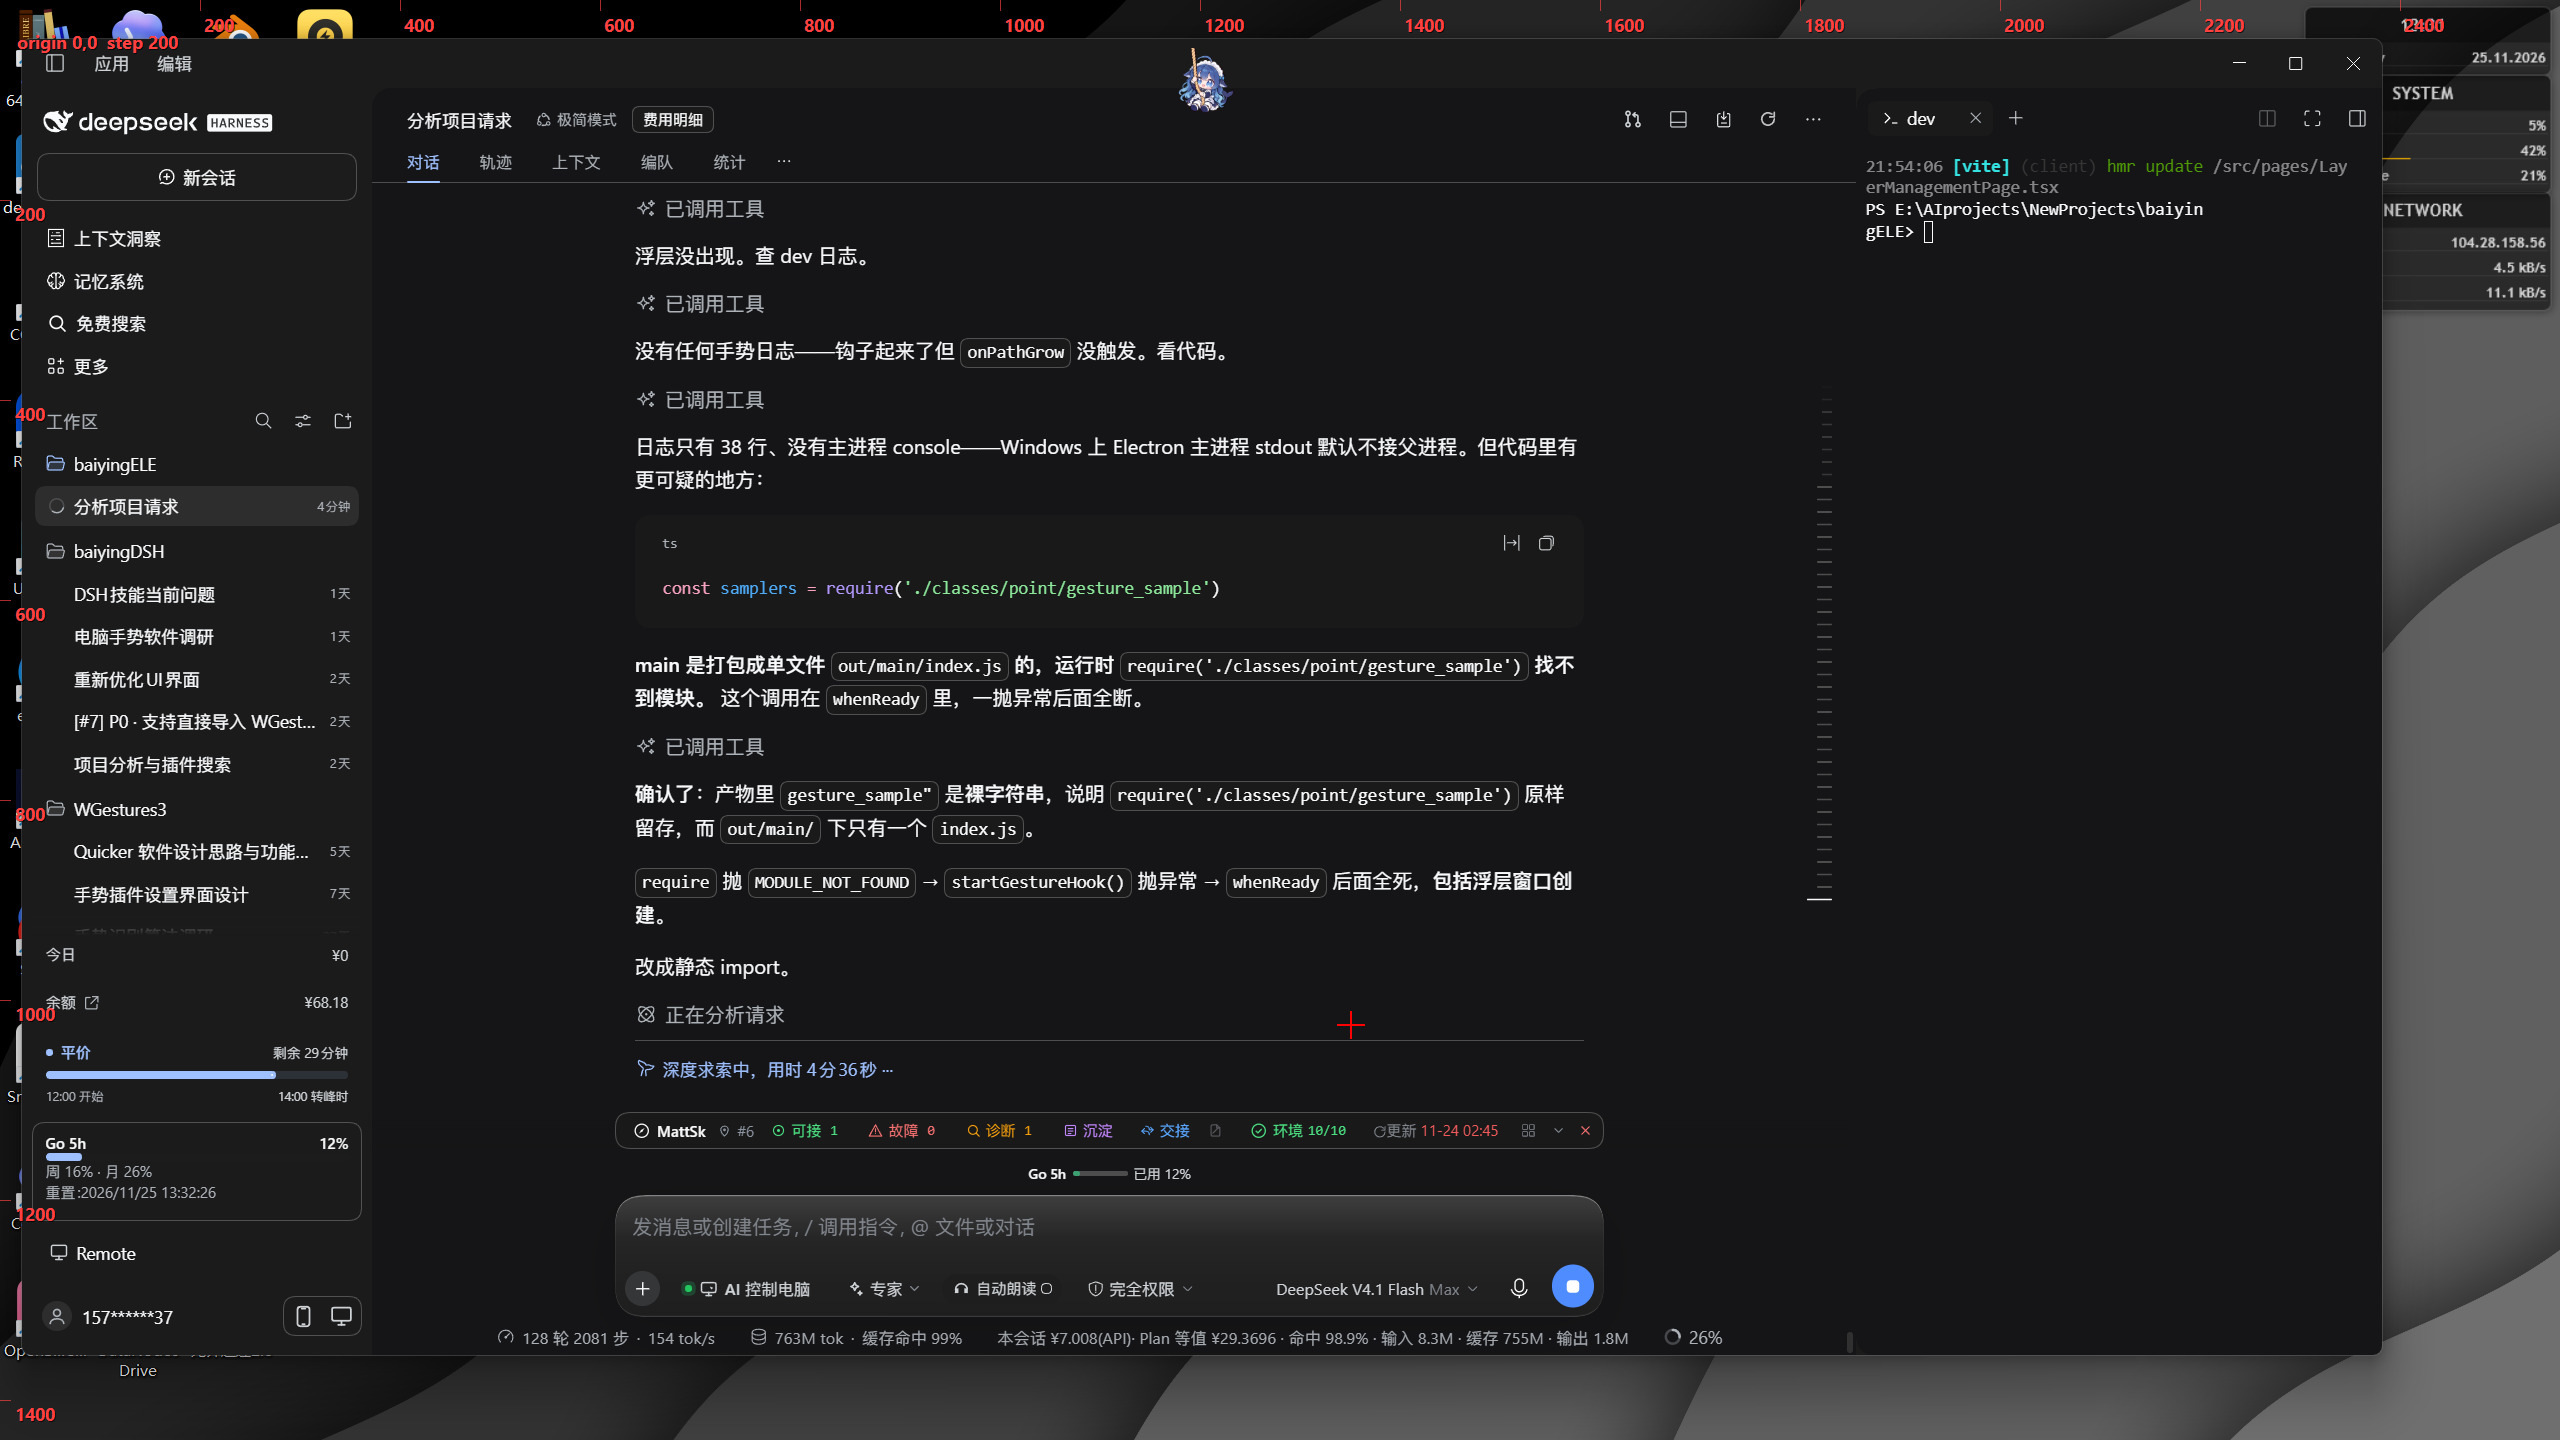 200
400
600
800
1000
1200
1400
1600
1800
2000
2200
2400
origin 0,0 step 200
应用
编辑
25.11.2026
SYSTEM
5%
42%
21%
NETWORK
104.28.158.56
4.5 kB/s
11.1 kB/s
deepseek HARNESS
新会话
200
上下文洞察
记忆系统
免费搜索
更多
400
工作区
baiyingELE
分析项目请求 4分钟
baiyingDSH
DSH技能当前问题 1天
600
电脑手势软件调研 1天
重新优化UI界面 2天
[#7] P0 · 支持直接导入 WGest... 2天
项目分析与插件搜索 2天
800
WGestures3
Quicker 软件设计思路与功能... 5天
手势插件设置界面设计 7天
今日 ¥0
余额 ¥68.18
1000
平价 剩余 29分钟
12:00 开始 14:00 转峰时
Go 5h 12%
周 16% · 月 26%
重置:2026/11/25 13:32:26
1200
Remote
157******37
Drive
1400
分析项目请求 极简模式 费用明细
对话 轨迹 上下文 编队 统计 ···
已调用工具
浮层没出现。查 dev 日志。
已调用工具
没有任何手势日志——钩子起来了但 onPathGrow 没触发。看代码。
已调用工具
日志只有 38 行、没有主进程 console——Windows 上 Electron 主进程 stdout 默认不接父进程。但代码里有
更可疑的地方：
ts
const samplers = require('./classes/point/gesture_sample')
main 是打包成单文件 out/main/index.js 的，运行时 require('./classes/point/gesture_sample') 找不
到模块。 这个调用在 whenReady 里，一抛异常后面全断。
已调用工具
确认了：产物里 gesture_sample" 是裸字符串，说明 require('./classes/point/gesture_sample') 原样
留存，而 out/main/ 下只有一个 index.js。
require 抛 MODULE_NOT_FOUND → startGestureHook() 抛异常 → whenReady 后面全死，包括浮层窗口创
建。
改成静态 import。
正在分析请求
深度求索中，用时 4分36秒 ···
MattSk #6 可接 1 故障 0 诊断 1 沉淀 交接 环境 10/10 更新 11-24 02:45
Go 5h 已用 12%
发消息或创建任务, / 调用指令, @ 文件或对话
AI 控制电脑 专家 自动朗读 完全权限 DeepSeek V4.1 Flash Max
128 轮 2081 步 · 154 tok/s 763M tok · 缓存命中 99% 本会话 ¥7.008(API)· Plan 等值 ¥29.3696 · 命中 98.9% · 输入 8.3M · 缓存 755M · 输出 1.8M 26%
dev
21:54:06 [vite] (client) hmr update /src/pages/Lay
erManagementPage.tsx
PS E:\AIprojects\NewProjects\baiyin
gELE>